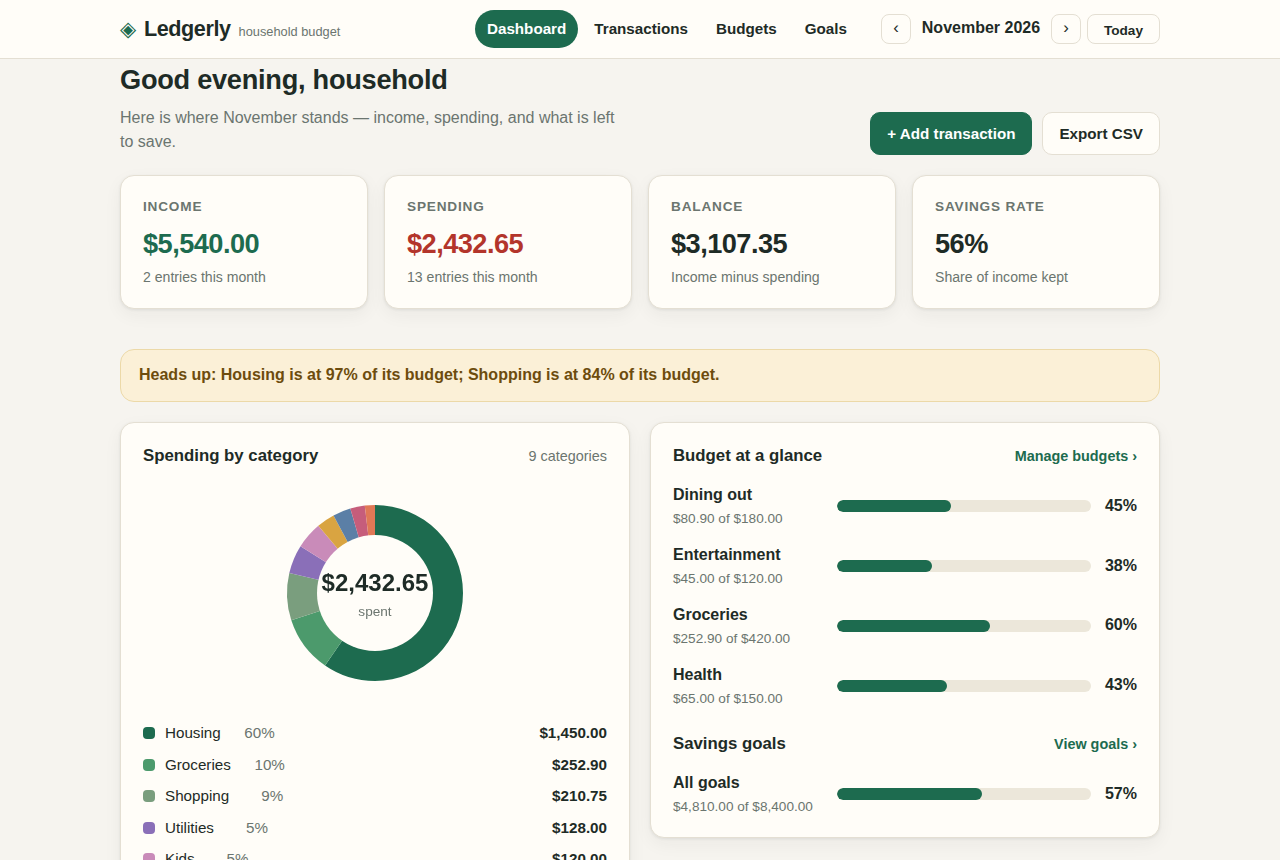 ◈ Ledgerly household budget
Dashboard Transactions Budgets Goals ‹ November 2026 › Today
Good evening, household
Here is where November stands — income, spending, and what is left
to save.
+ Add transaction Export CSV
INCOME
$5,540.00
2 entries this month
SPENDING
$2,432.65
13 entries this month
BALANCE
$3,107.35
Income minus spending
SAVINGS RATE
56%
Share of income kept
Heads up: Housing is at 97% of its budget; Shopping is at 84% of its budget.
Spending by category 9 categories
$2,432.65
spent
Housing 60% $1,450.00
Groceries 10% $252.90
Shopping 9% $210.75
Utilities 5% $128.00
Kids 5% $120.00
Budget at a glance Manage budgets ›
Dining out
$80.90 of $180.00
45%
Entertainment
$45.00 of $120.00
38%
Groceries
$252.90 of $420.00
60%
Health
$65.00 of $150.00
43%
Savings goals View goals ›
All goals
$4,810.00 of $8,400.00
57%